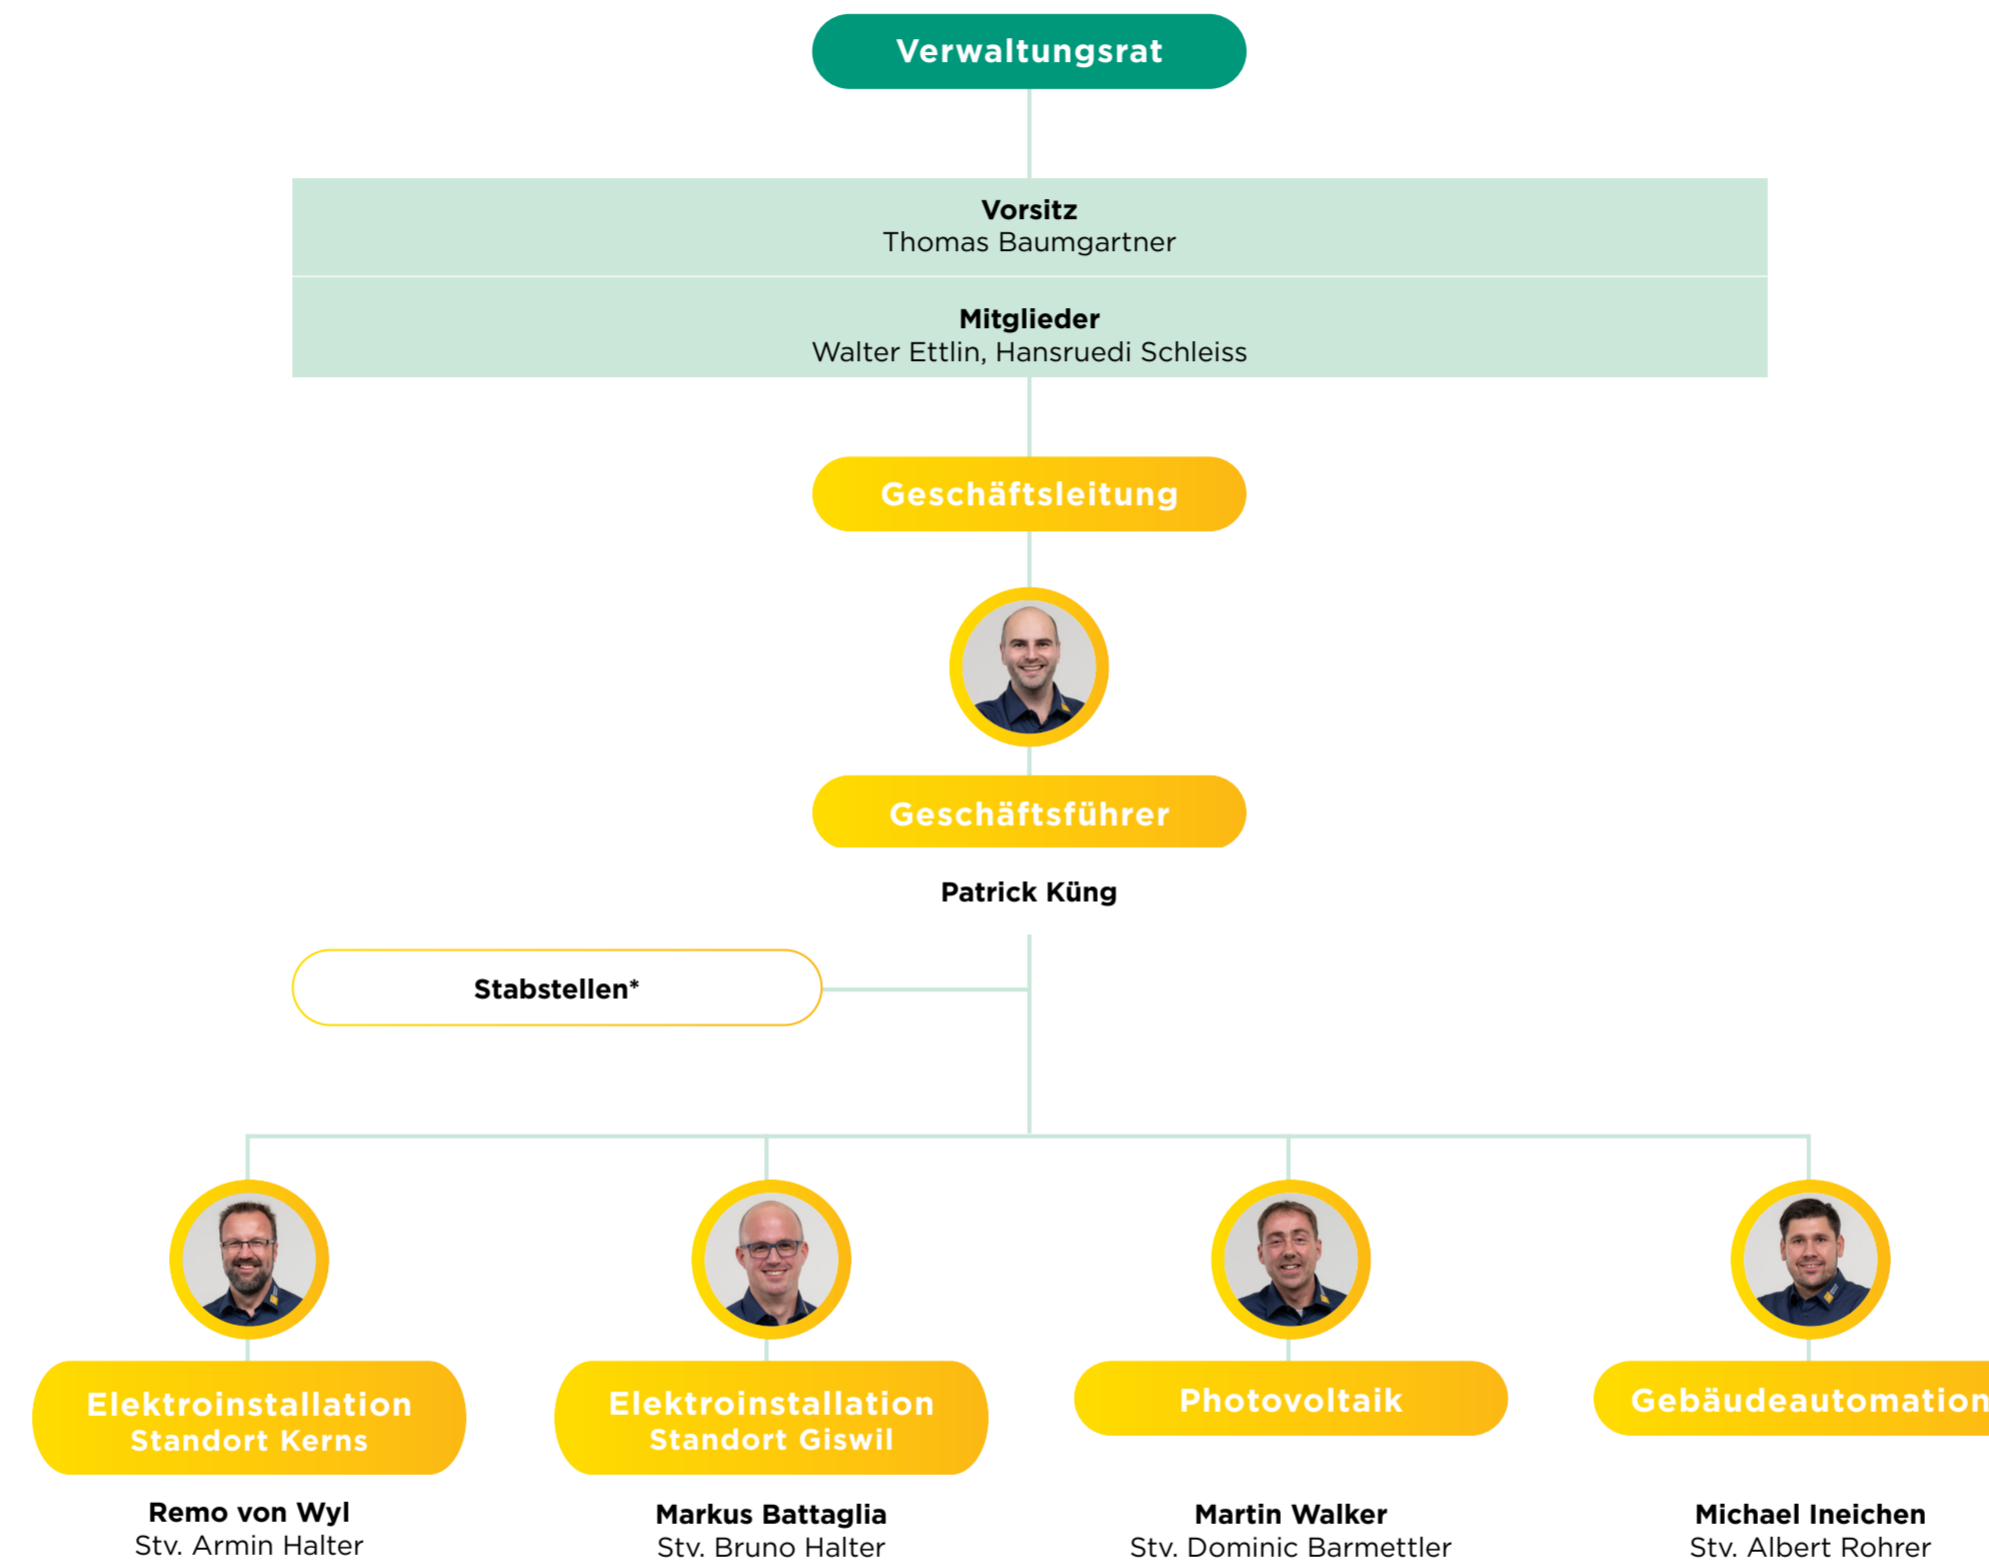 Verwaltungsrat
Vorsitz
Thomas Baumgartner
Mitglieder
Walter Ettlin, Hansruedi Schleiss
Geschäftsleitung
Geschäftsführer
Patrick Küng
Stabstellen*
Elektroinstallation
Standort Kerns
Remo von Wyl
Stv. Armin Halter
Elektroinstallation
Standort Giswil
Markus Battaglia
Stv. Bruno Halter
Photovoltaik
Martin Walker
Stv. Dominic Barmettler
Gebäudeautomation
Michael Ineichen
Stv. Albert Rohrer